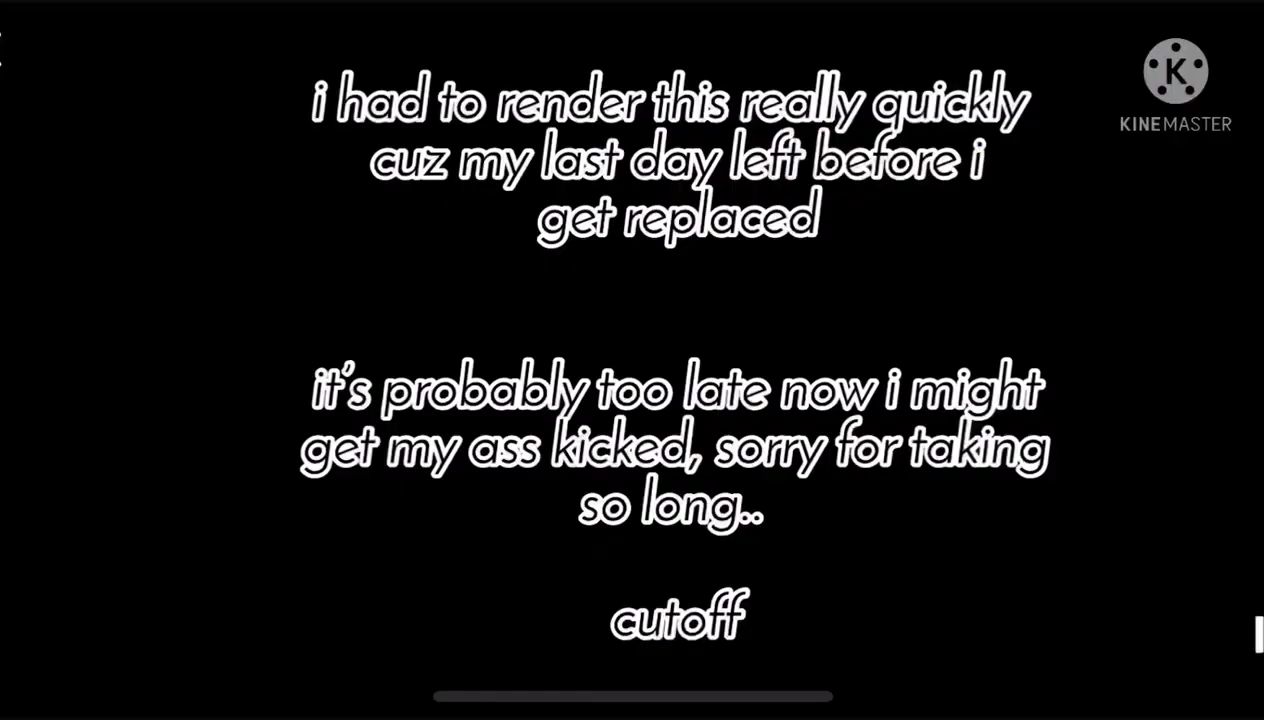 i had to render this really quickly
cuz my last day left before i
get replaced
it's probably too late now i might
get my ass kicked, sorry for taking
so long..
cutoff
K
KINEMASTER